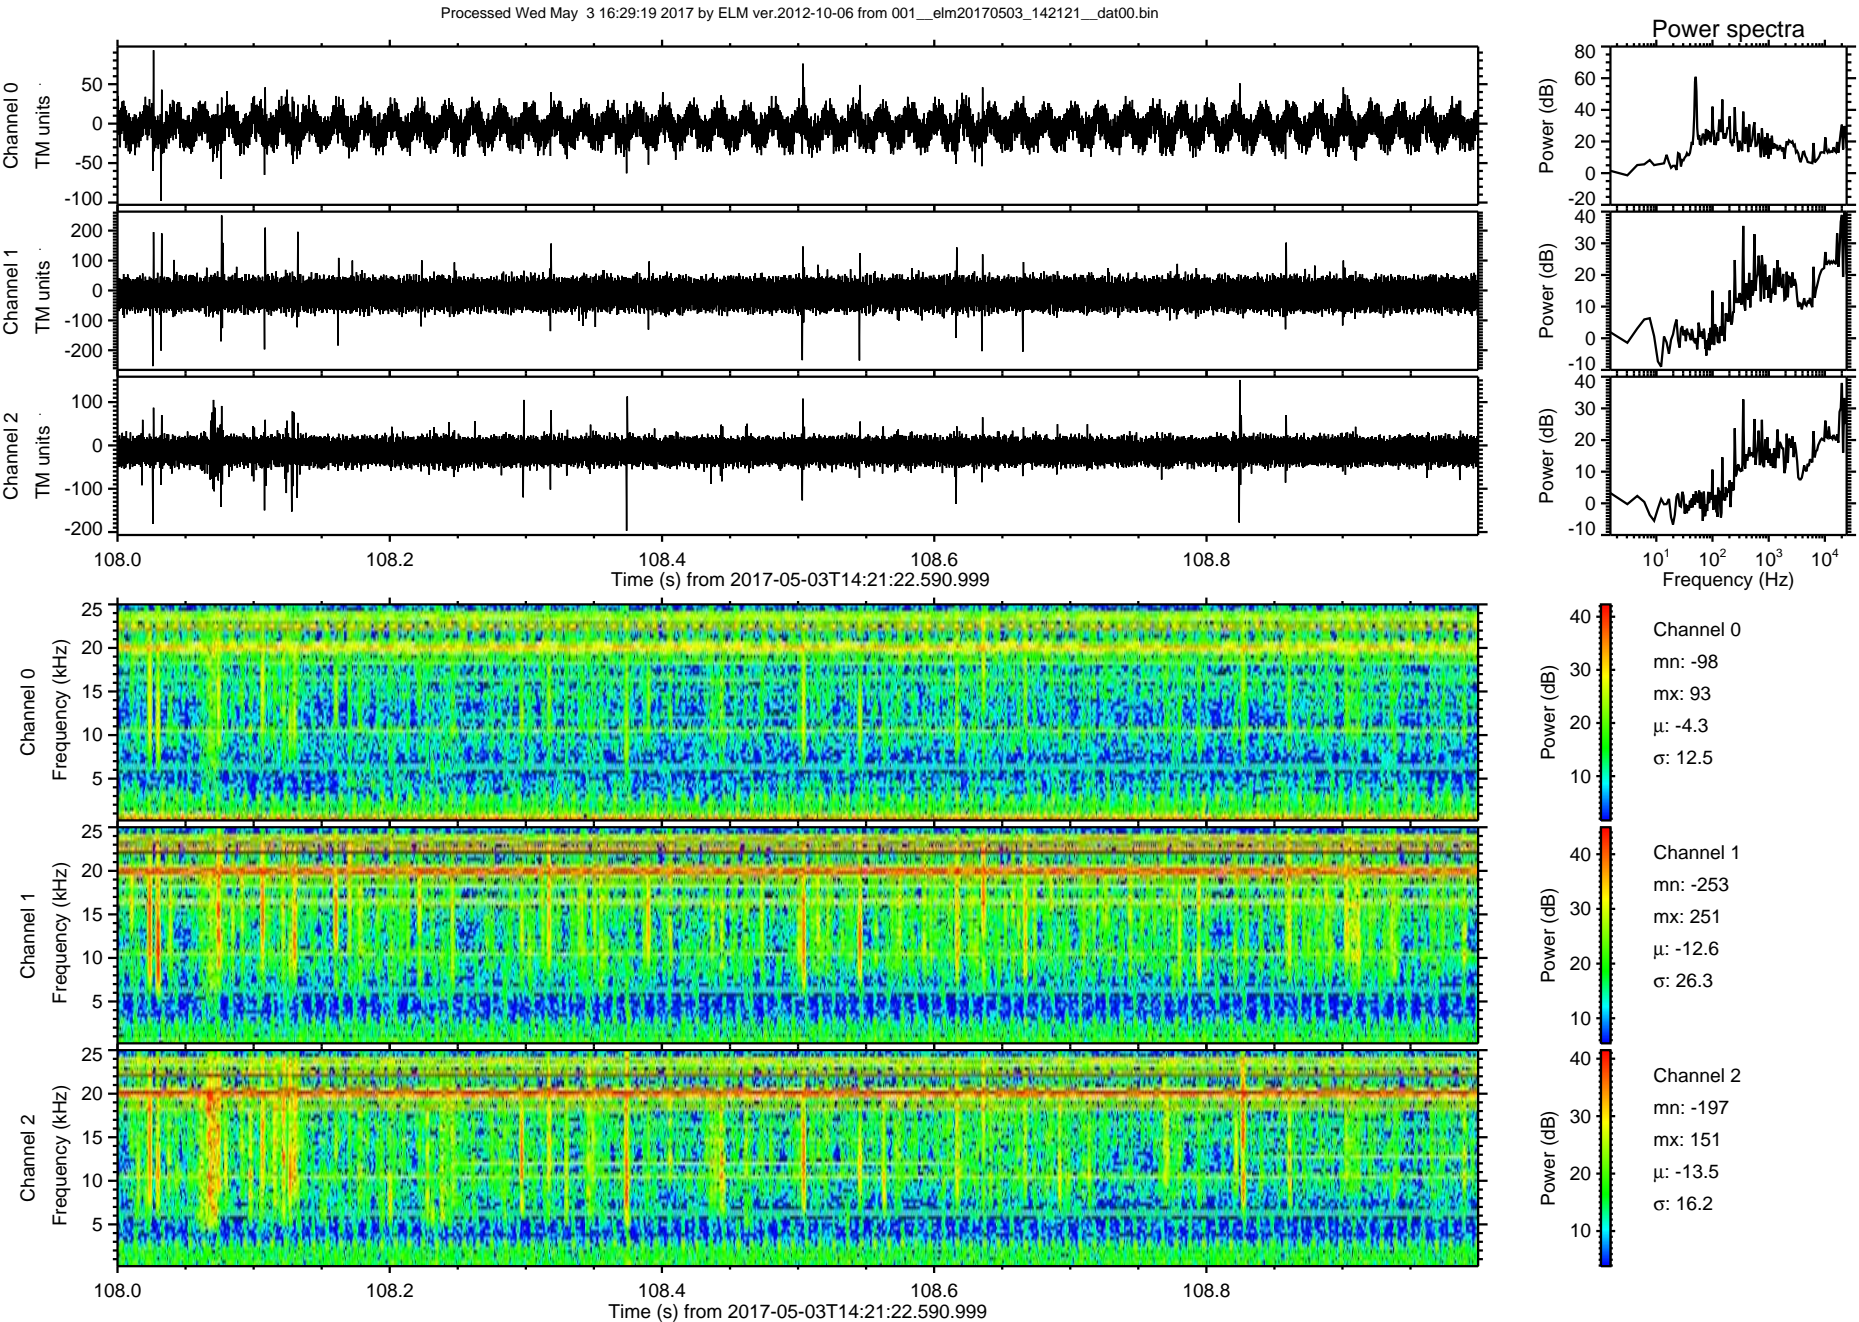 Processed Wed May  3 16:29:19 2017 by ELM ver.2012-10-06 from 001__elm20170503_142121__dat00.bin
Power spectra
Channel 0
TM units
50
0
-50
-100
Power (dB)
80
60
40
20
0
-20
Channel 1
TM units
200
100
0
-100
-200
Power (dB)
40
30
20
10
0
-10
Channel 2
TM units
100
0
-100
-200
Power (dB)
40
30
20
10
0
-10
108.0 108.2 108.4 108.6 108.8
Time (s) from 2017-05-03T14:21:22.590.999
10¹ 10² 10³ 10⁴
Frequency (Hz)
Channel 0
Frequency (kHz)
25
20
15
10
5
Power (dB)
40
30
20
10
Channel 0
mn: -98
mx: 93
µ: -4.3
σ: 12.5
Channel 1
Frequency (kHz)
25
20
15
10
5
Power (dB)
40
30
20
10
Channel 1
mn: -253
mx: 251
µ: -12.6
σ: 26.3
Channel 2
Frequency (kHz)
25
20
15
10
5
Power (dB)
40
30
20
10
Channel 2
mn: -197
mx: 151
µ: -13.5
σ: 16.2
108.0 108.2 108.4 108.6 108.8
Time (s) from 2017-05-03T14:21:22.590.999